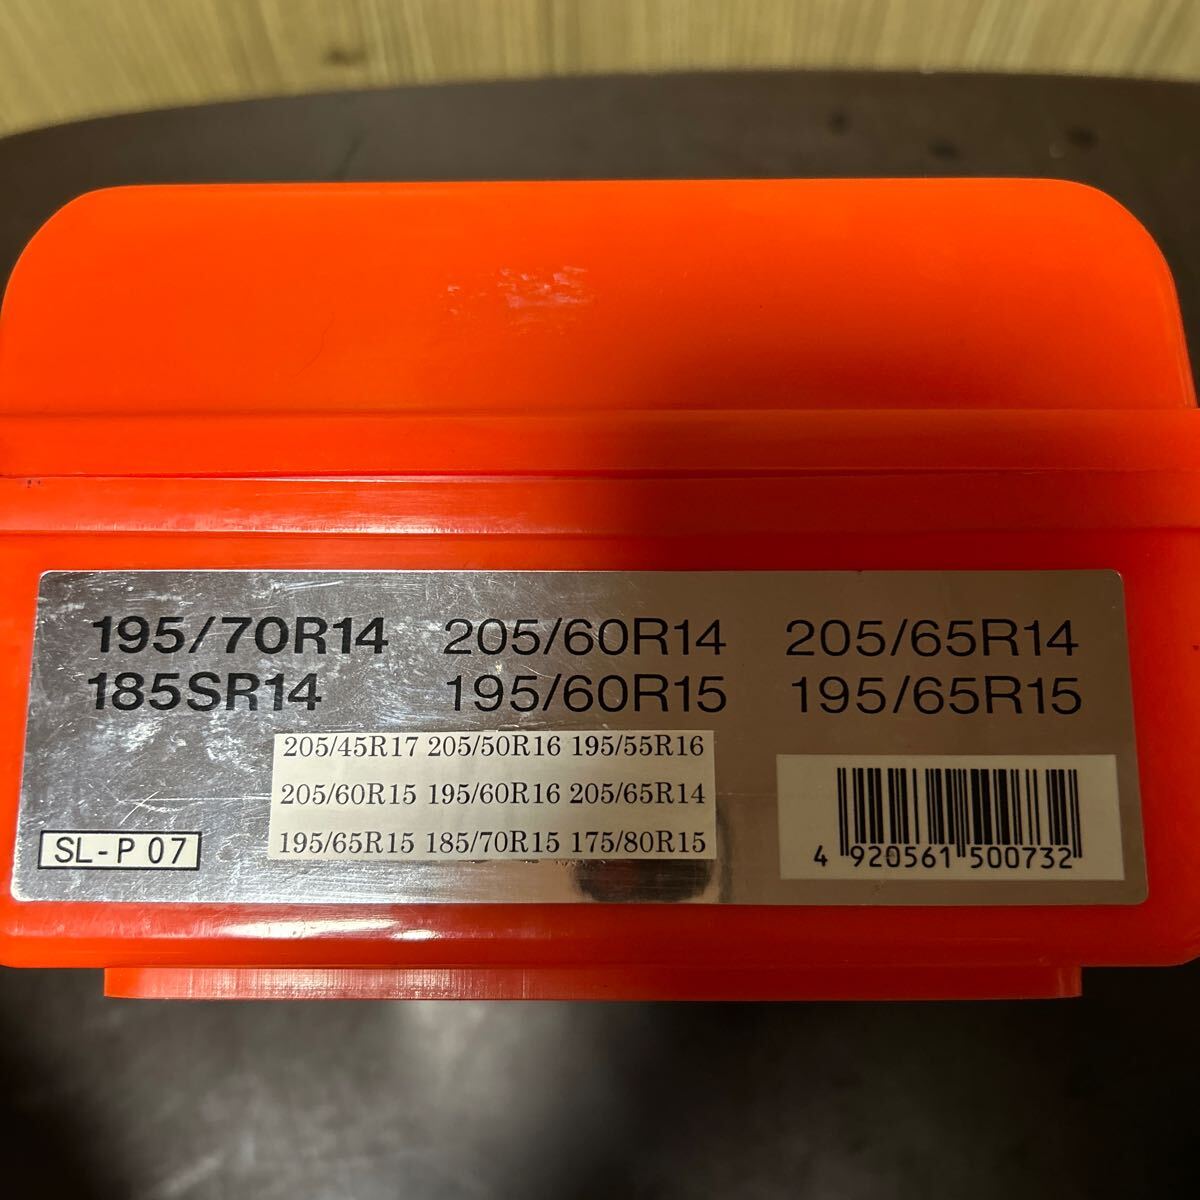 195/70R14 205/60R14 205/65R14
185SR14 195/60R15 195/65R15
205/45R17 205/50R16 195/55R16
205/60R15 195/60R16 205/65R14
195/65R15 185/70R15 175/80R15
SL-P 07
4 920561 500732